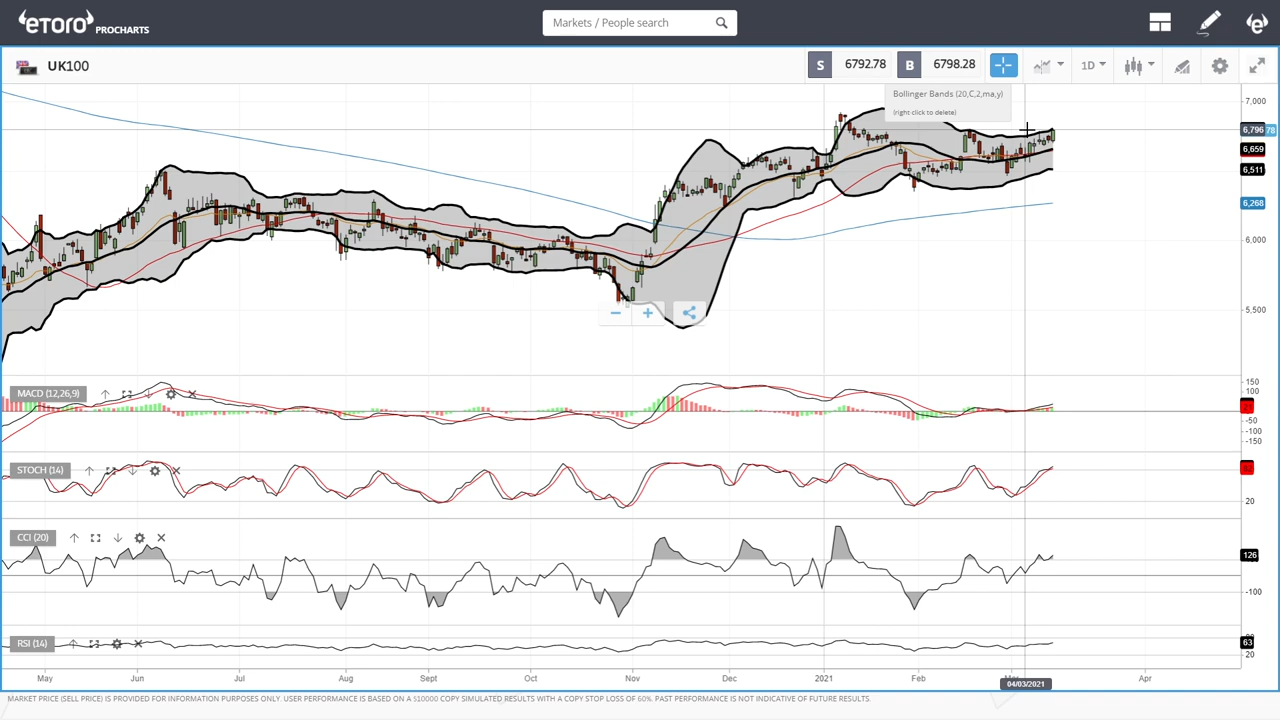 eToro PROCHARTS
Markets / People search
UK100
S 6792.78 B 6798.28
1D
Bollinger Bands (20,C,2,ma,y)
(right click to delete)
7,000
6,796 78
6,659
6,511
6,268
6,000
5,500
MACD (12,26,9)
150
100
-50
-100
-150
STOCH (14)
20
CCI (20)
126
-100
RSI (14)
63
20
May Jun Jul Aug Sept Oct Nov Dec 2021 Feb Apr
04/03/2021
MARKET PRICE (SELL PRICE) IS PROVIDED FOR INFORMATION PURPOSES ONLY. USER PERFORMANCE IS BASED ON A $10000 COPY SIMULATED RESULTS WITH A COPY STOP LOSS OF 60%. PAST PERFORMANCE IS NOT INDICATIVE OF FUTURE RESULTS.